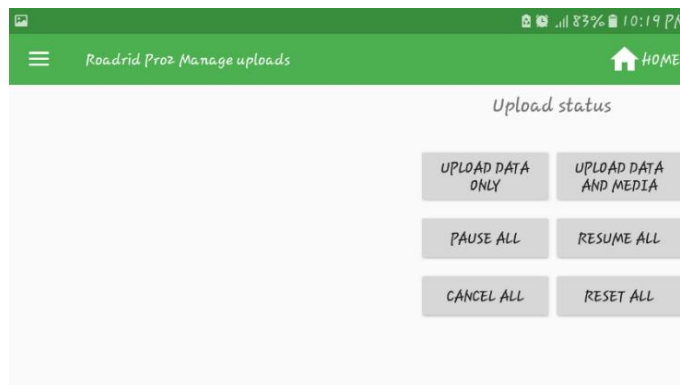 83% 10:19 PM
Roadrid Pro2 Manage uploads
HOME
Upload status
UPLOAD DATA
ONLY
UPLOAD DATA
AND MEDIA
PAUSE ALL
RESUME ALL
CANCEL ALL
RESET ALL